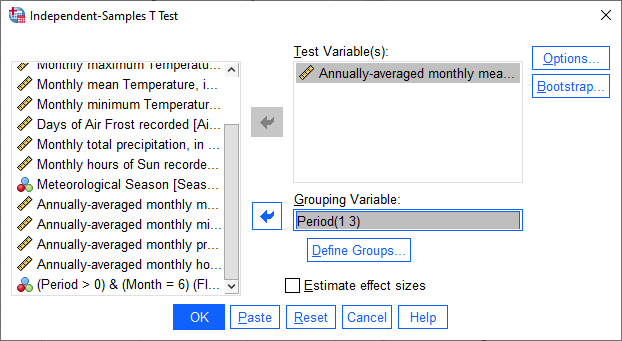 Independent-Samples T Test
Monthly maximum Temperatu...
Monthly mean Temperature, i...
Monthly minimum Temperatur...
Days of Air Frost recorded [Ai...
Monthly total precipitation, in ...
Monthly hours of Sun recorde...
Meteorological Season [Seas...
Annually-averaged monthly m...
Annually-averaged monthly mi...
Annually-averaged monthly pr...
Annually-averaged monthly ho...
(Period > 0) & (Month = 6) (FI...
Test Variable(s):
Annually-averaged monthly mea...
Grouping Variable:
Period(1 3)
Define Groups...
Estimate effect sizes
Options...
Bootstrap...
OK
Paste
Reset
Cancel
Help